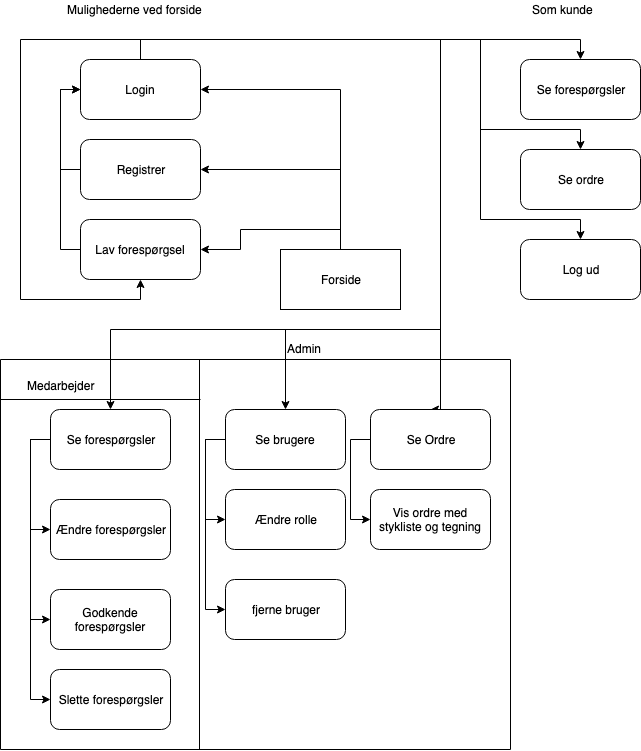 Mulighederne ved forside
Som kunde
Login
Se forespørgsler
Registrer
Se ordre
Lav forespørgsel
Forside
Log ud
Admin
Medarbejder
Se forespørgsler
Se brugere
Se Ordre
Ændre forespørgsler
Ændre rolle
Vis ordre med
stykliste og tegning
Godkende
forespørgsler
fjerne bruger
Slette forespørgsler